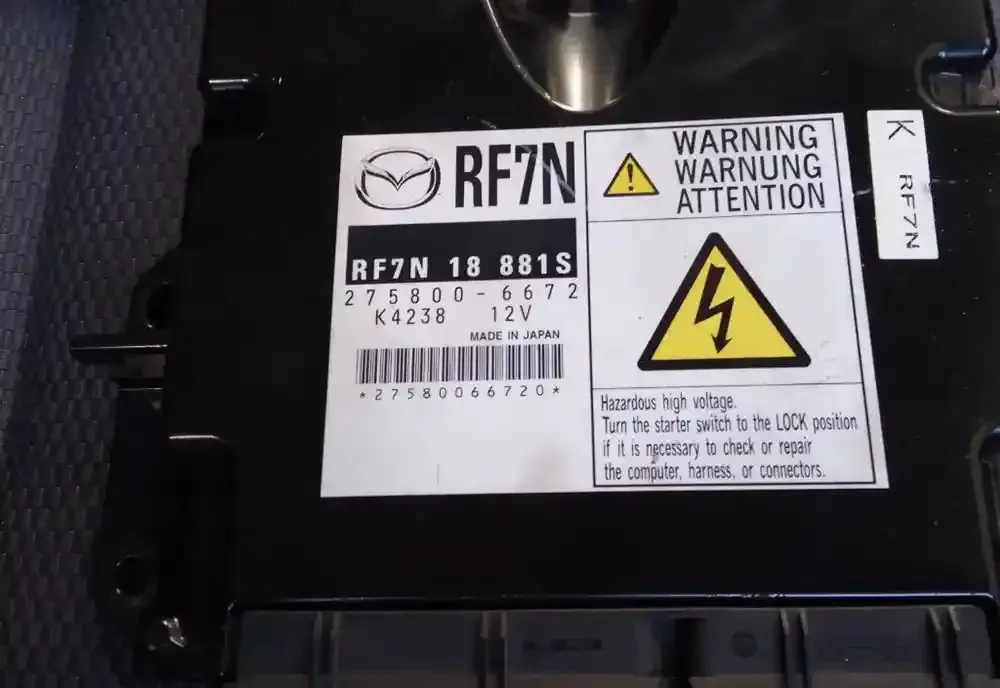 RF7N
RF7N 18 881S
275800-6672
K4238 12V
MADE IN JAPAN
*27580066720*
WARNING
WARNUNG
ATTENTION
Hazardous high voltage.
Turn the starter switch to the LOCK position
if it is necessary to check or repair
the computer, harness, or connectors.
K RF7N